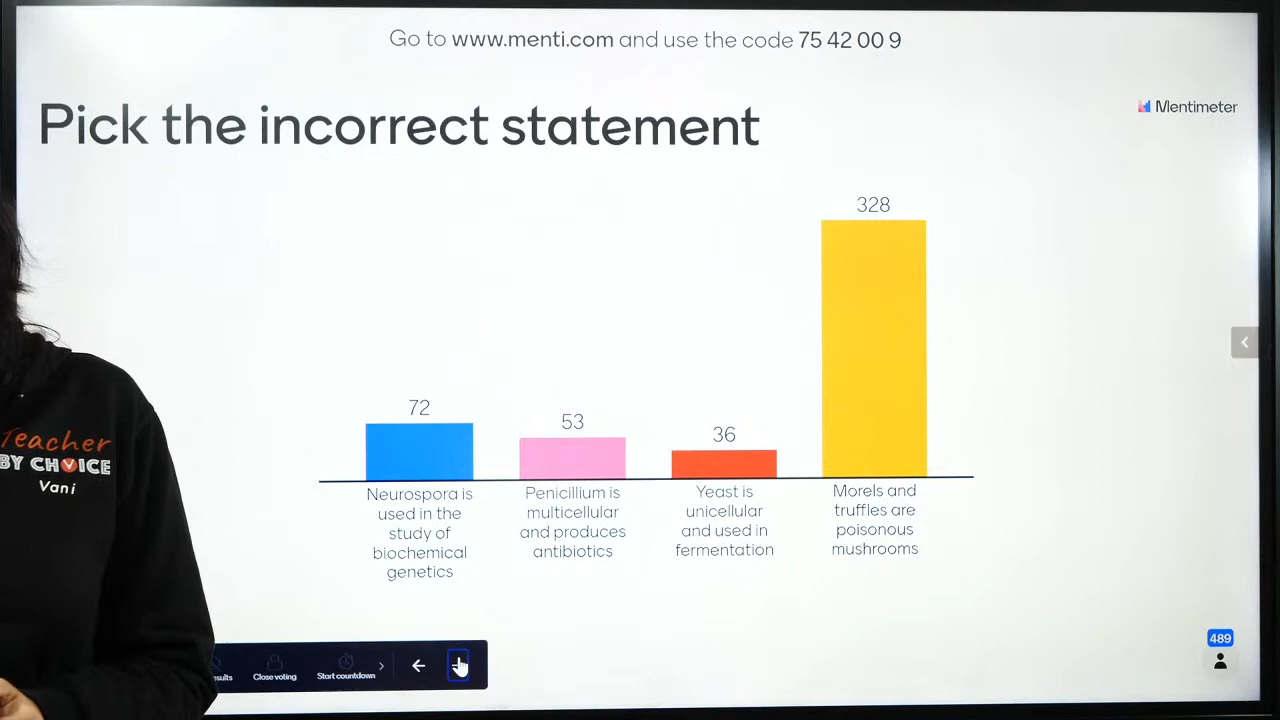 Go to www.menti.com and use the code 75 42 00 9
Pick the incorrect statement
Mentimeter
328
72
53
36
Neurospora is
used in the
study of
biochemical
genetics
Penicillium is
multicellular
and produces
antibiotics
Yeast is
unicellular
and used in
fermentation
Morels and
truffles are
poisonous
mushrooms
Teacher
BY CHOICE
Vani
Close voting
Start countdown
489